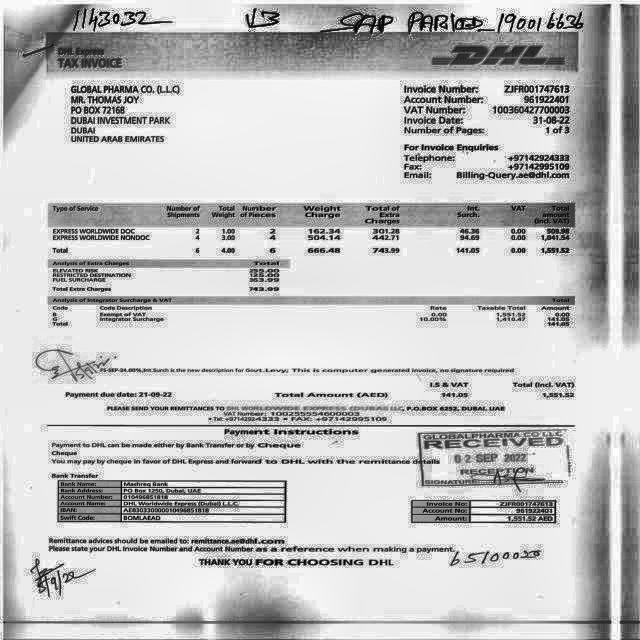 1143032 V3 SAP PARKED_190016636
DHL Express
TAX INVOICE
DHL
GLOBAL PHARMA CO. (L.L.C)
MR. THOMAS JOY
PO BOX 72168
DUBAI INVESTMENT PARK
DUBAI
UNITED ARAB EMIRATES
Invoice Number: ZJFR001747613
Account Number: 961922401
VAT Number: 100360427700003
Invoice Date: 31-08-22
Number of Pages: 1 of 3
For Invoice Enquiries
Telephone: +97142924333
Fax: +97142995109
Email: Billing-Query.ae@dhl.com
Type of Service Number of Shipments Total Weight Number of Pieces Weight Charge Total of Extra Charges Int. Surch. VAT Total amount (incl. VAT)
EXPRESS WORLDWIDE DOC 2 1.00 2 162.34 301.28 46.36 0.00 509.98
EXPRESS WORLDWIDE NONDOC 4 3.00 4 504.14 442.71 94.69 0.00 1,041.54
Total 6 4.00 6 666.48 743.99 141.05 0.00 1,551.52
Analysis of Extra Charges Total
ELEVATED RISK 255.00
RESTRICTED DESTINATION 135.00
FUEL SURCHARGE 353.99
Total Extra Charges 743.99
Analysis of Integrator Surcharge & VAT Total
Code Code Description Rate Taxable Total Amount
B Exempt of VAT 0.00 1,551.52 0.00
G Integrator Surcharge 10.00% 1,410.47 141.05
Total 141.05
Int.Surch is the new description for Govt.Levy; This is computer generated invoice, no signature required
I.S & VAT Total (incl. VAT)
Payment due date: 21-09-22 Total Amount (AED) 141.05 1,551.52
PLEASE SEND YOUR REMITTANCES TO DHL WORLDWIDE EXPRESS (DUBAI) LLC, P.O.BOX 6252, DUBAI, UAE
VAT Number: 100255554600003
• Tel: +97142924333 • FAX: +97142995109
Payment Instructions
Payment to DHL can be made either by Bank Transfer or by Cheque
Cheque
You may pay by cheque in favor of DHL Express and forward to DHL with the remittance details
GLOBALPHARMA CO LLC
RECEIVED
02 SEP 2022
RECEPTION
SIGNATURE
Bank Transfer
Bank Name: Mashreq Bank
Bank Address: PO Box 1250, Dubai, UAE
Account Number: 010496851818
Account Name: DHL Worldwide Express (Dubai) L.L.C.
IBAN: AE830330000010496851818
Swift Code: BOMLAEAD
Invoice No: ZJFR001747613
Account No: 961922401
Amount: 1,551.52 AED
Remittance advices should be emailed to: remittance.ae@dhl.com
Please state your DHL Invoice Number and Account Number as a reference when making a payment.
THANK YOU FOR CHOOSING DHL
65100020
5/9/22